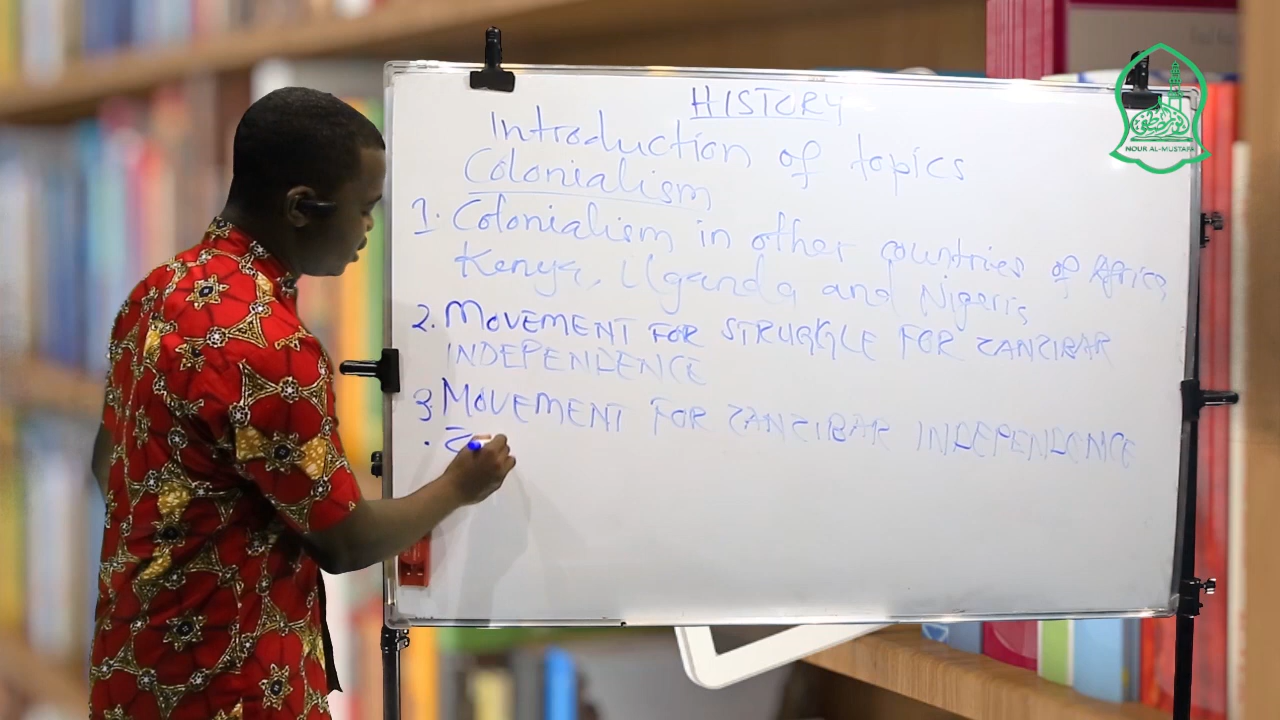 HISTORY
Introduction of topics
Colonialism
1. Colonialism in other countries of Africa,
Kenya, Uganda and Nigeria
2. MOVEMENT FOR STRUGGLE FOR ZANZIBAR
INDEPENDENCE
3. MOVEMENT FOR ZANZIBAR INDEPENDENCE
NOUR AL-MUSTAFA